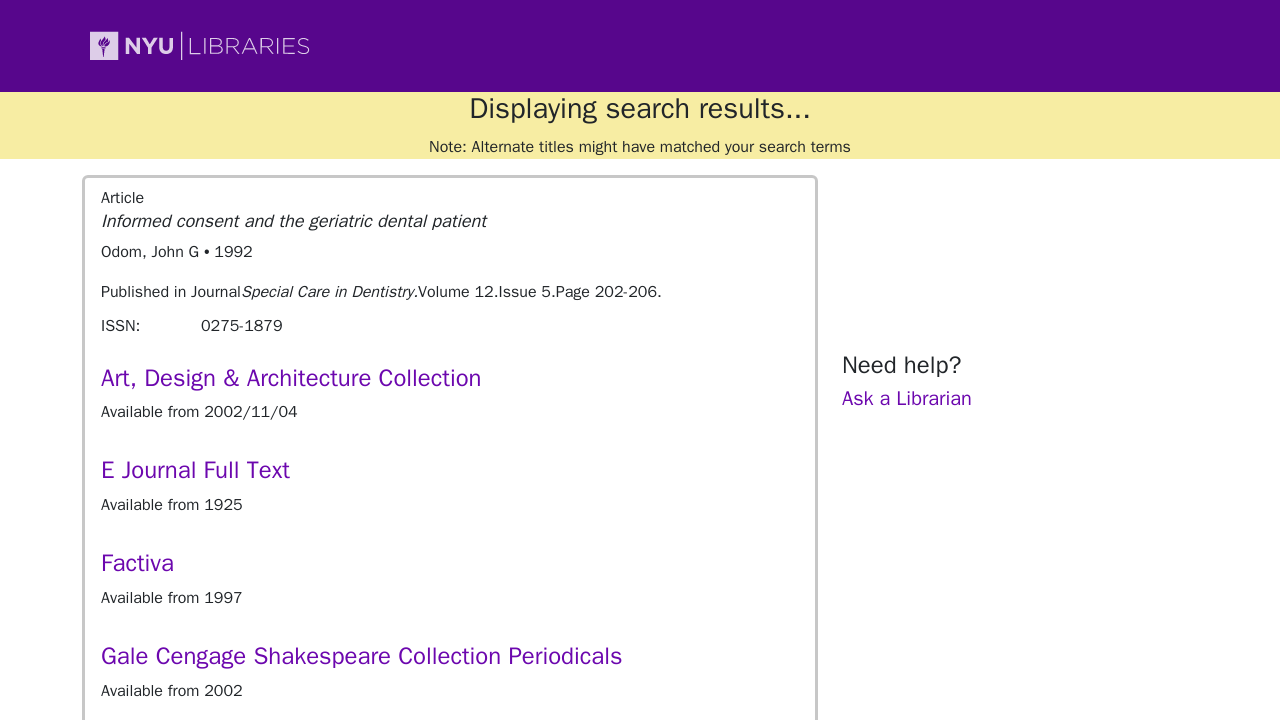 NYU LIBRARIES
Displaying search results...
Note: Alternate titles might have matched your search terms
Article
Informed consent and the geriatric dental patient
Odom, John G • 1992
Published in JournalSpecial Care in Dentistry.Volume 12.Issue 5.Page 202-206.
ISSN: 0275-1879
Art, Design & Architecture Collection
Available from 2002/11/04
E Journal Full Text
Available from 1925
Factiva
Available from 1997
Gale Cengage Shakespeare Collection Periodicals
Available from 2002
Need help?
Ask a Librarian